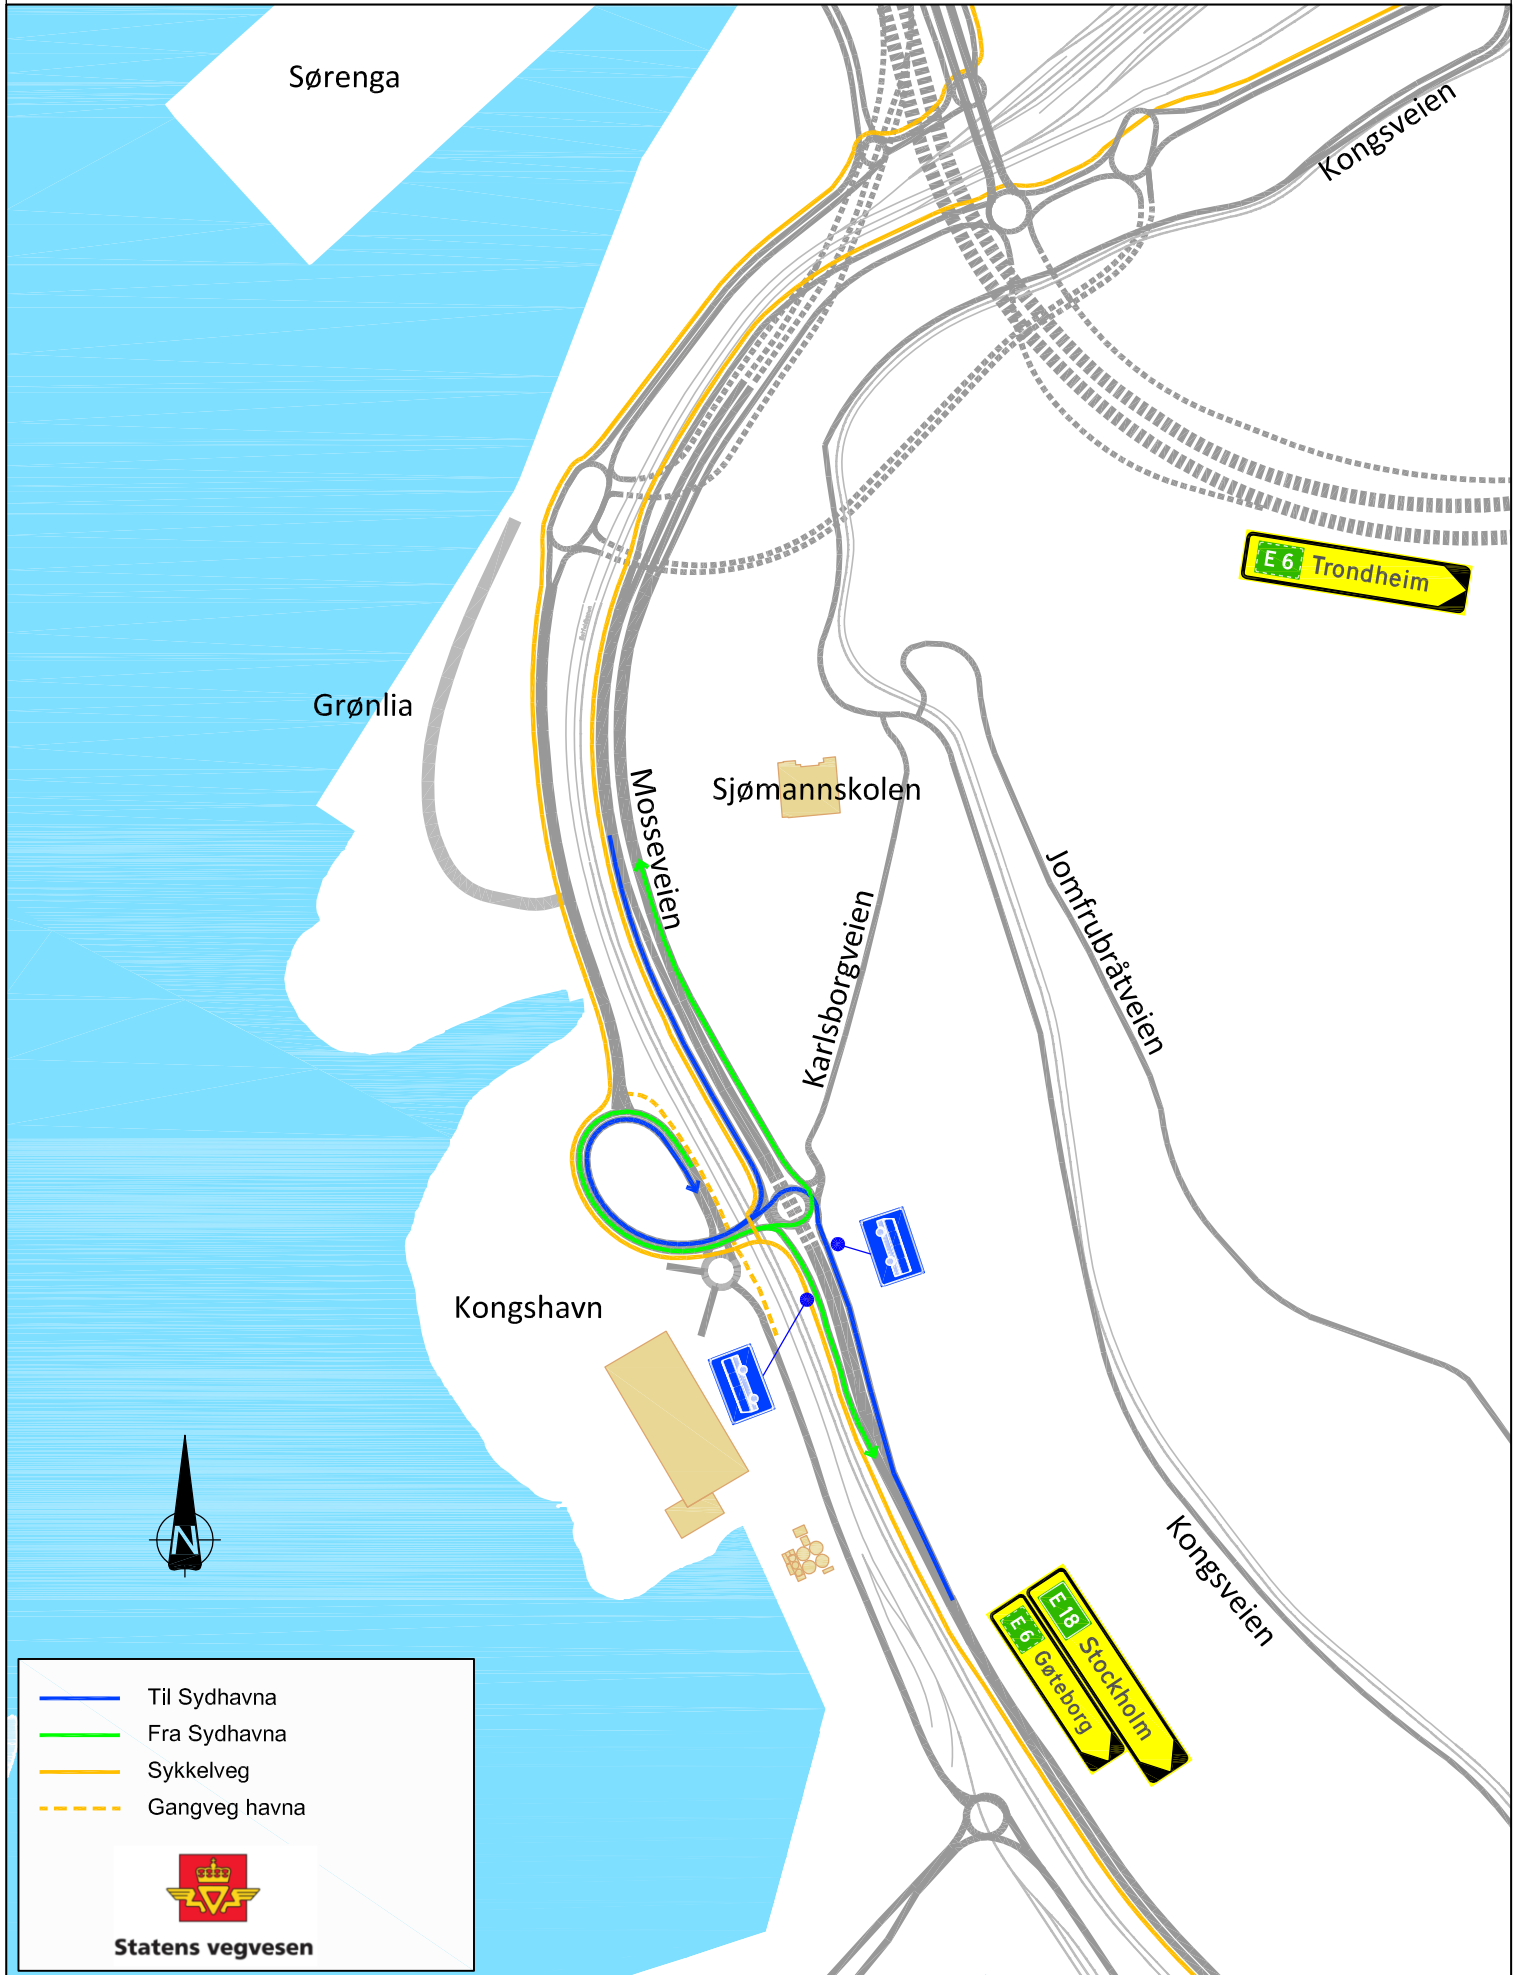 Sørenga
Kongsveien
E 6 Trondheim
Grønlia
Mosseveien
Sjømannskolen
Karlsborgveien
Jomfrubråtveien
Kongshavn
N
Kongsveien
E 6 Gøteborg
E 18 Stockholm
Til Sydhavna
Fra Sydhavna
Sykkelveg
Gangveg havna
Statens vegvesen